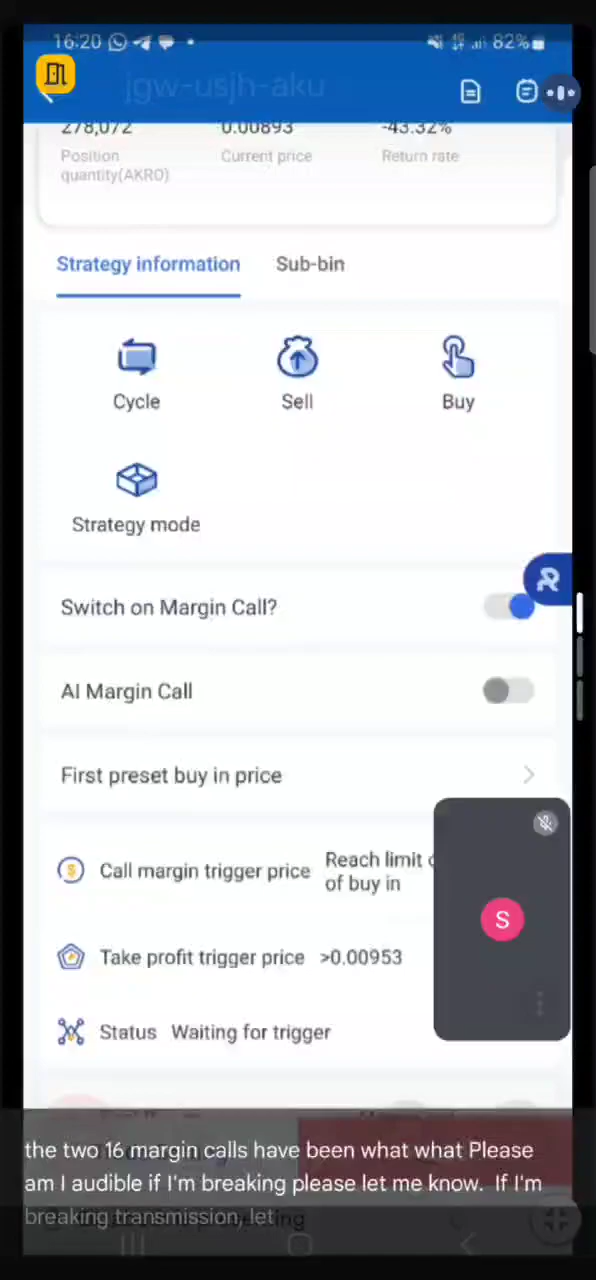 16:20
82%
jgw-usjh-aku
278,072 0.00893 -43.32%
Position Current price Return rate
quantity(AKRO)
Strategy information Sub-bin
Cycle Sell Buy
Strategy mode
Switch on Margin Call?
AI Margin Call
First preset buy in price
Call margin trigger price Reach limit
of buy in
S
Take profit trigger price >0.00953
Status Waiting for trigger
the two 16 margin calls have been what what Please
am I audible if I'm breaking please let me know. If I'm
breaking transmission, let